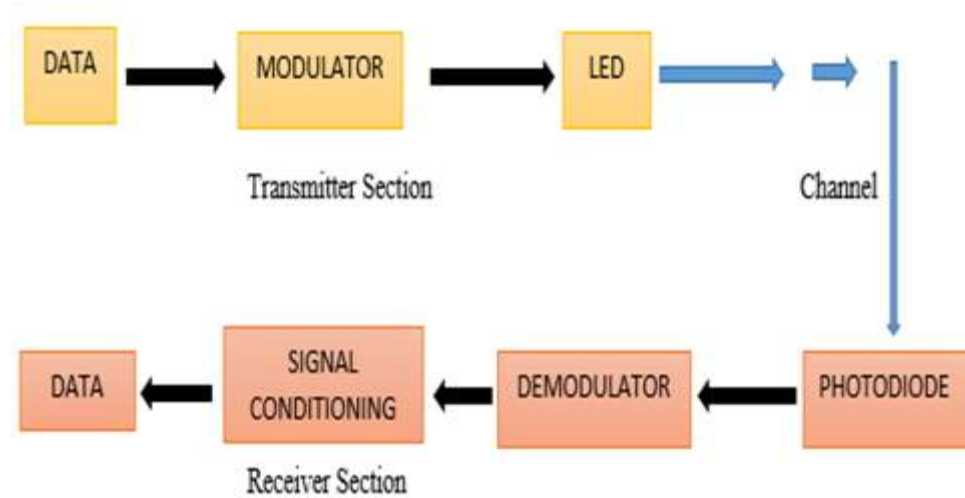 DATA
MODULATOR
LED
Transmitter Section
Channel
DATA
SIGNAL
CONDITIONING
DEMODULATOR
PHOTODIODE
Receiver Section